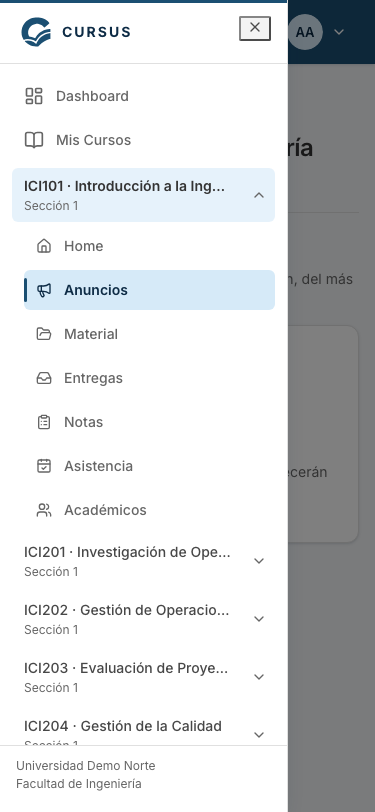 CURSUS
AA
Dashboard
Mis Cursos
ICI101 · Introducción a la Ing...
Sección 1
Home
Anuncios
Material
Entregas
Notas
Asistencia
Académicos
ICI201 · Investigación de Ope...
Sección 1
ICI202 · Gestión de Operacio...
Sección 1
ICI203 · Evaluación de Proye...
Sección 1
ICI204 · Gestión de la Calidad
Sección 1
Universidad Demo Norte
Facultad de Ingeniería
ría
n, del más
ecerán